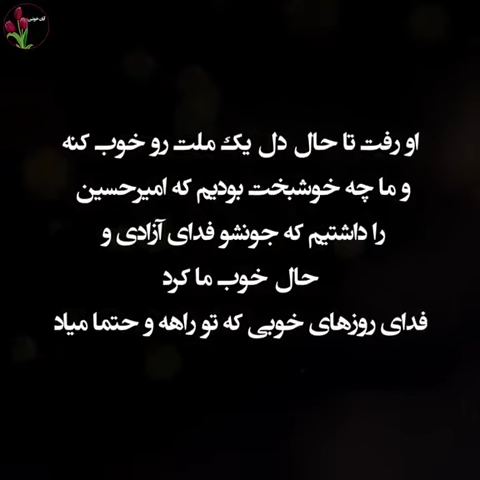 او رفت تا حال دل یک ملت رو خوب کنه
و ما چه خوشبخت بودیم که امیرحسین
را داشتیم که جونشو فدای آزادی و
حال خوب ما کرد
فدای روزهای خوبی که تو راهه و حتما میاد